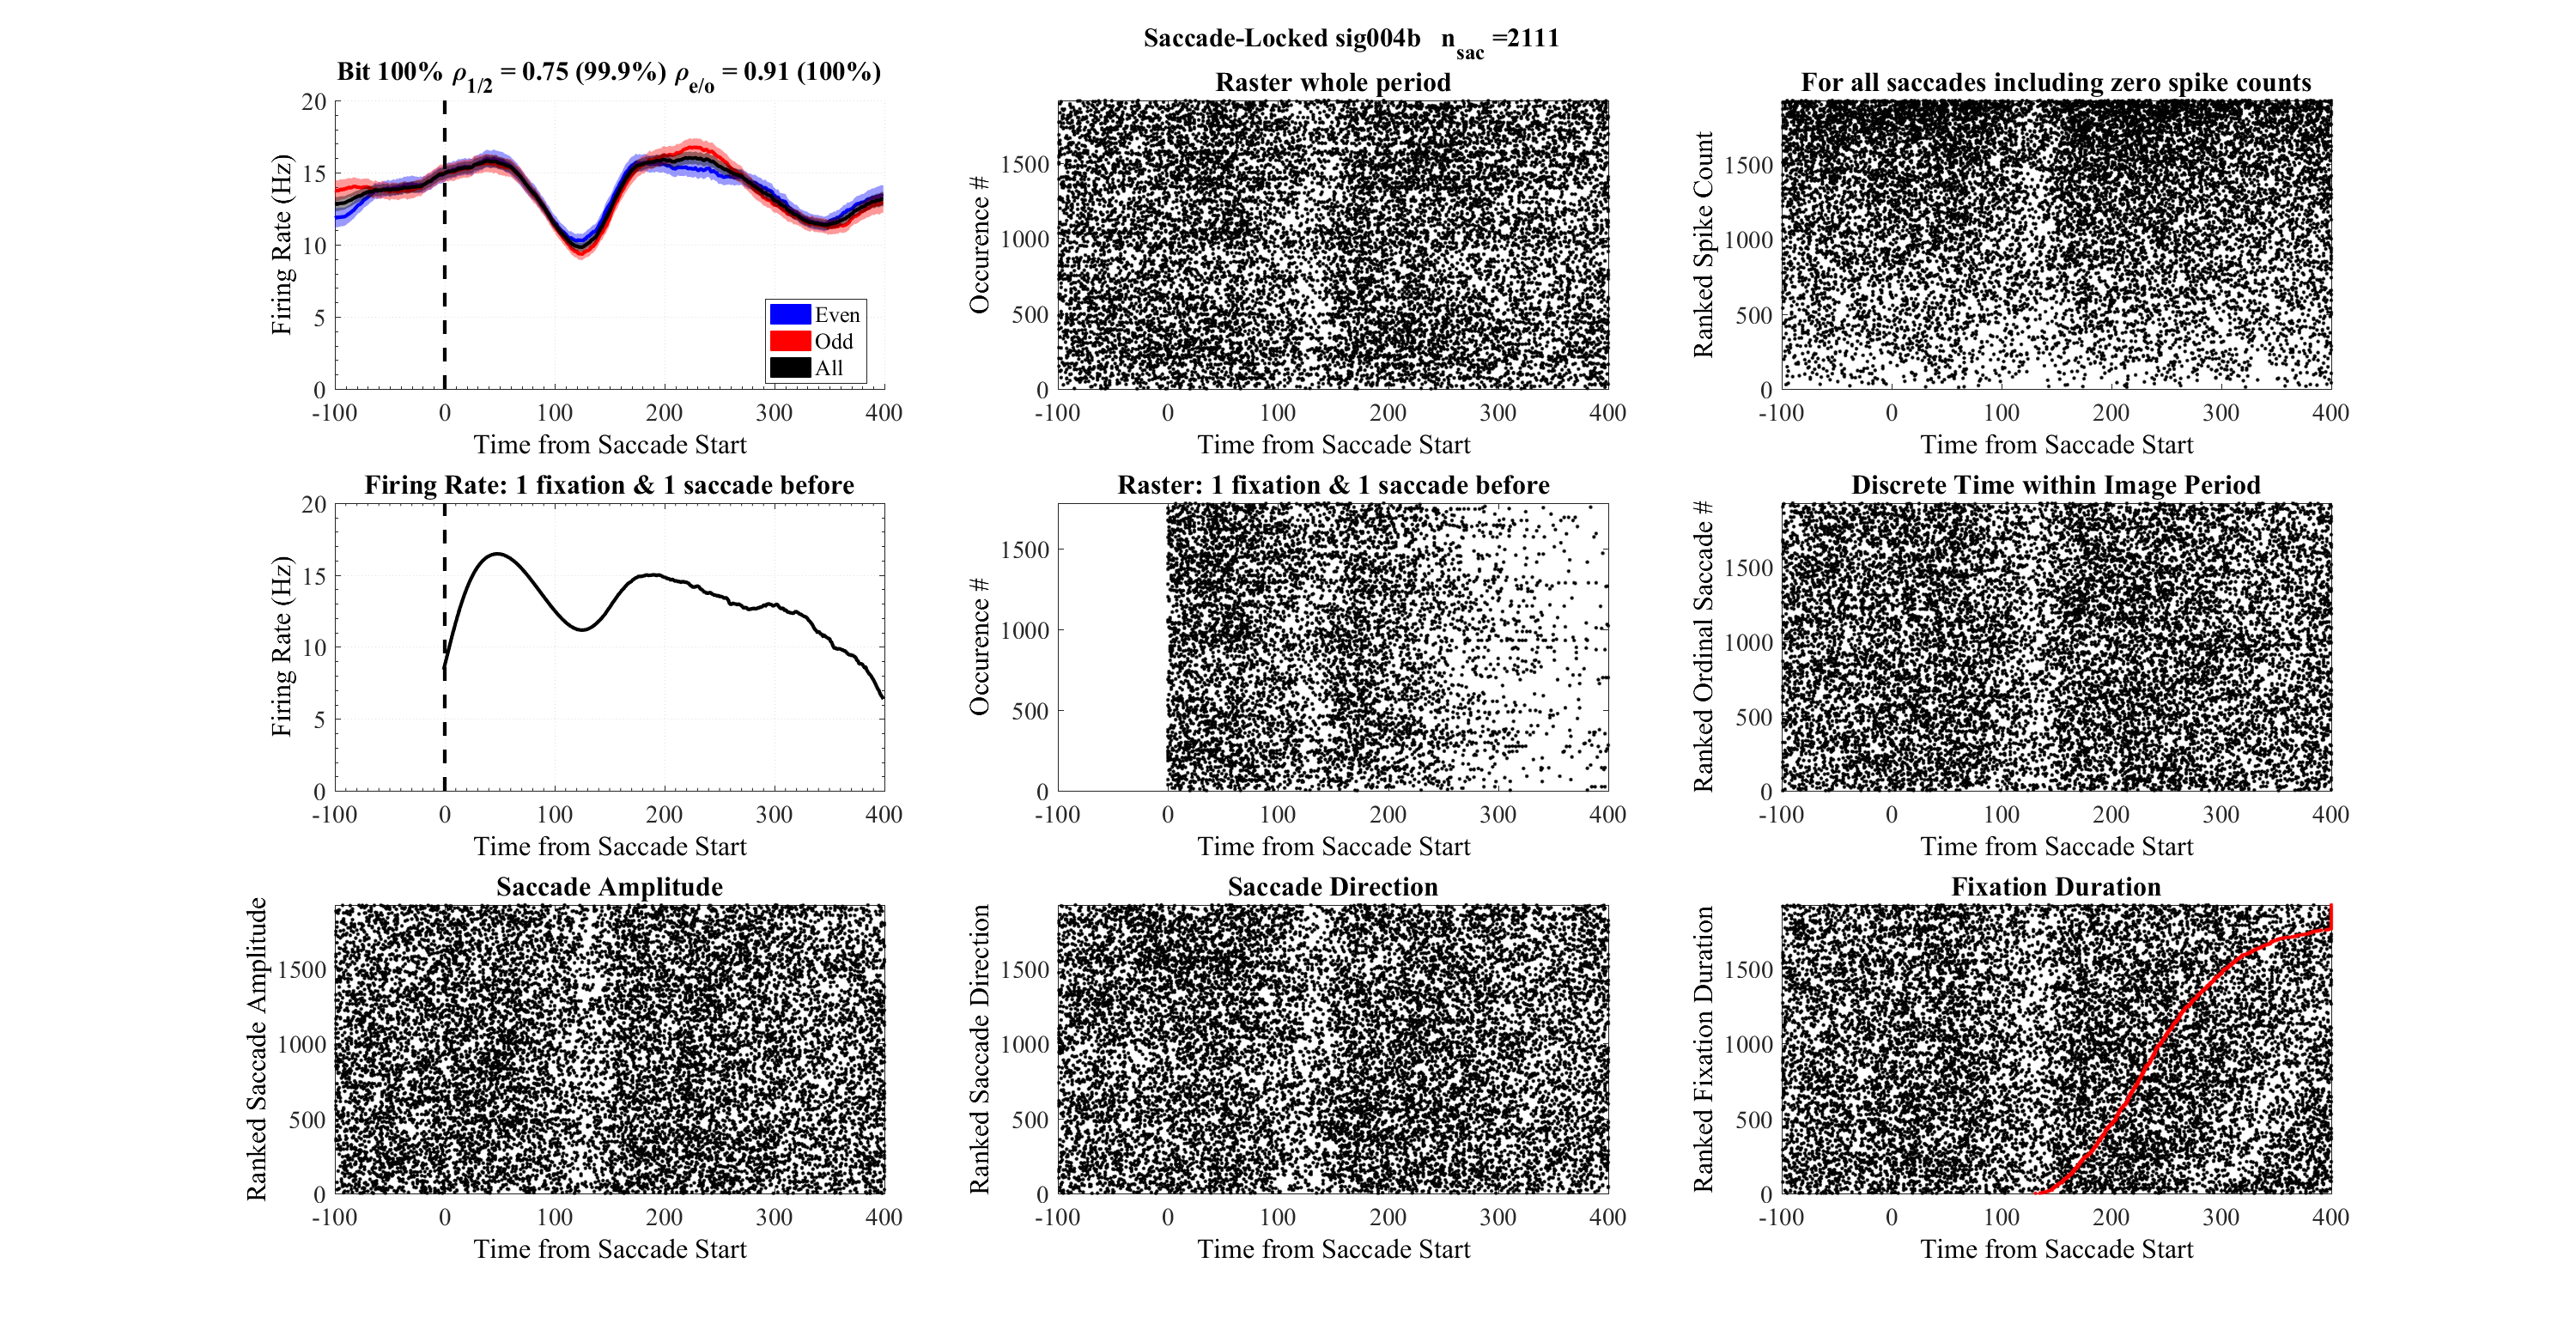 Saccade-Locked sig004b n_sac =2111
Bit 100% ρ_1/2 = 0.75 (99.9%) ρ_e/o = 0.91 (100%)
Firing Rate (Hz)
20
15
10
5
0
Even
Odd
All
-100 0 100 200 300 400
Time from Saccade Start
Raster whole period
Occurence #
1500
1000
500
0
-100 0 100 200 300 400
Time from Saccade Start
For all saccades including zero spike counts
Ranked Spike Count
1500
1000
500
0
-100 0 100 200 300 400
Time from Saccade Start
Firing Rate: 1 fixation & 1 saccade before
Firing Rate (Hz)
20
15
10
5
0
-100 0 100 200 300 400
Time from Saccade Start
Raster: 1 fixation & 1 saccade before
Occurence #
1500
1000
500
0
-100 0 100 200 300 400
Time from Saccade Start
Discrete Time within Image Period
Ranked Ordinal Saccade #
1500
1000
500
0
-100 0 100 200 300 400
Time from Saccade Start
Saccade Amplitude
Ranked Saccade Amplitude
1500
1000
500
0
-100 0 100 200 300 400
Time from Saccade Start
Saccade Direction
Ranked Saccade Direction
1500
1000
500
0
-100 0 100 200 300 400
Time from Saccade Start
Fixation Duration
Ranked Fixation Duration
1500
1000
500
0
-100 0 100 200 300 400
Time from Saccade Start